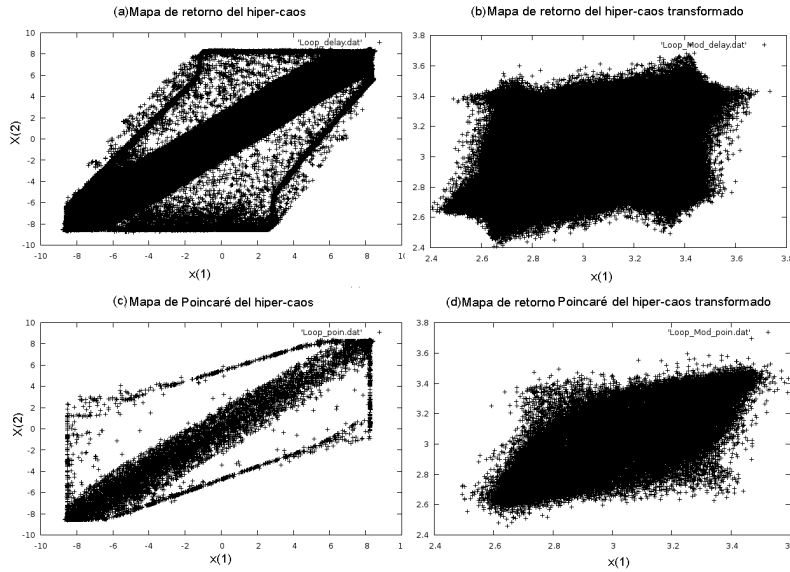 (a)Mapa de retorno del hiper-caos
(b)Mapa de retorno del hiper-caos transformado
10
8
6
4
2
0
-2
-4
-6
-8
-10
X(2)
'Loop_delay.dat'
-10 -8 -6 -4 -2 0 2 4 6 8 10
x(1)
3.8
3.6
3.4
3.2
3
2.8
2.6
2.4
'Loop_Mod_delay.dat'
2.4 2.6 2.8 3 3.2 3.4 3.6 3.8
x(1)
(c) Mapa de Poincaré del hiper-caos
(d)Mapa de retorno Poincaré del hiper-caos transformado
10
8
6
4
2
0
-2
-4
-6
-8
-10
X(2)
'Loop_poin.dat'
-10 -8 -6 -4 -2 0 2 4 6 8 1
x(1)
3.8
3.6
3.4
3.2
3
2.8
2.6
2.4
'Loop_Mod_poin.dat'
2.4 2.6 2.8 3 3.2 3.4 3.6
x(1)